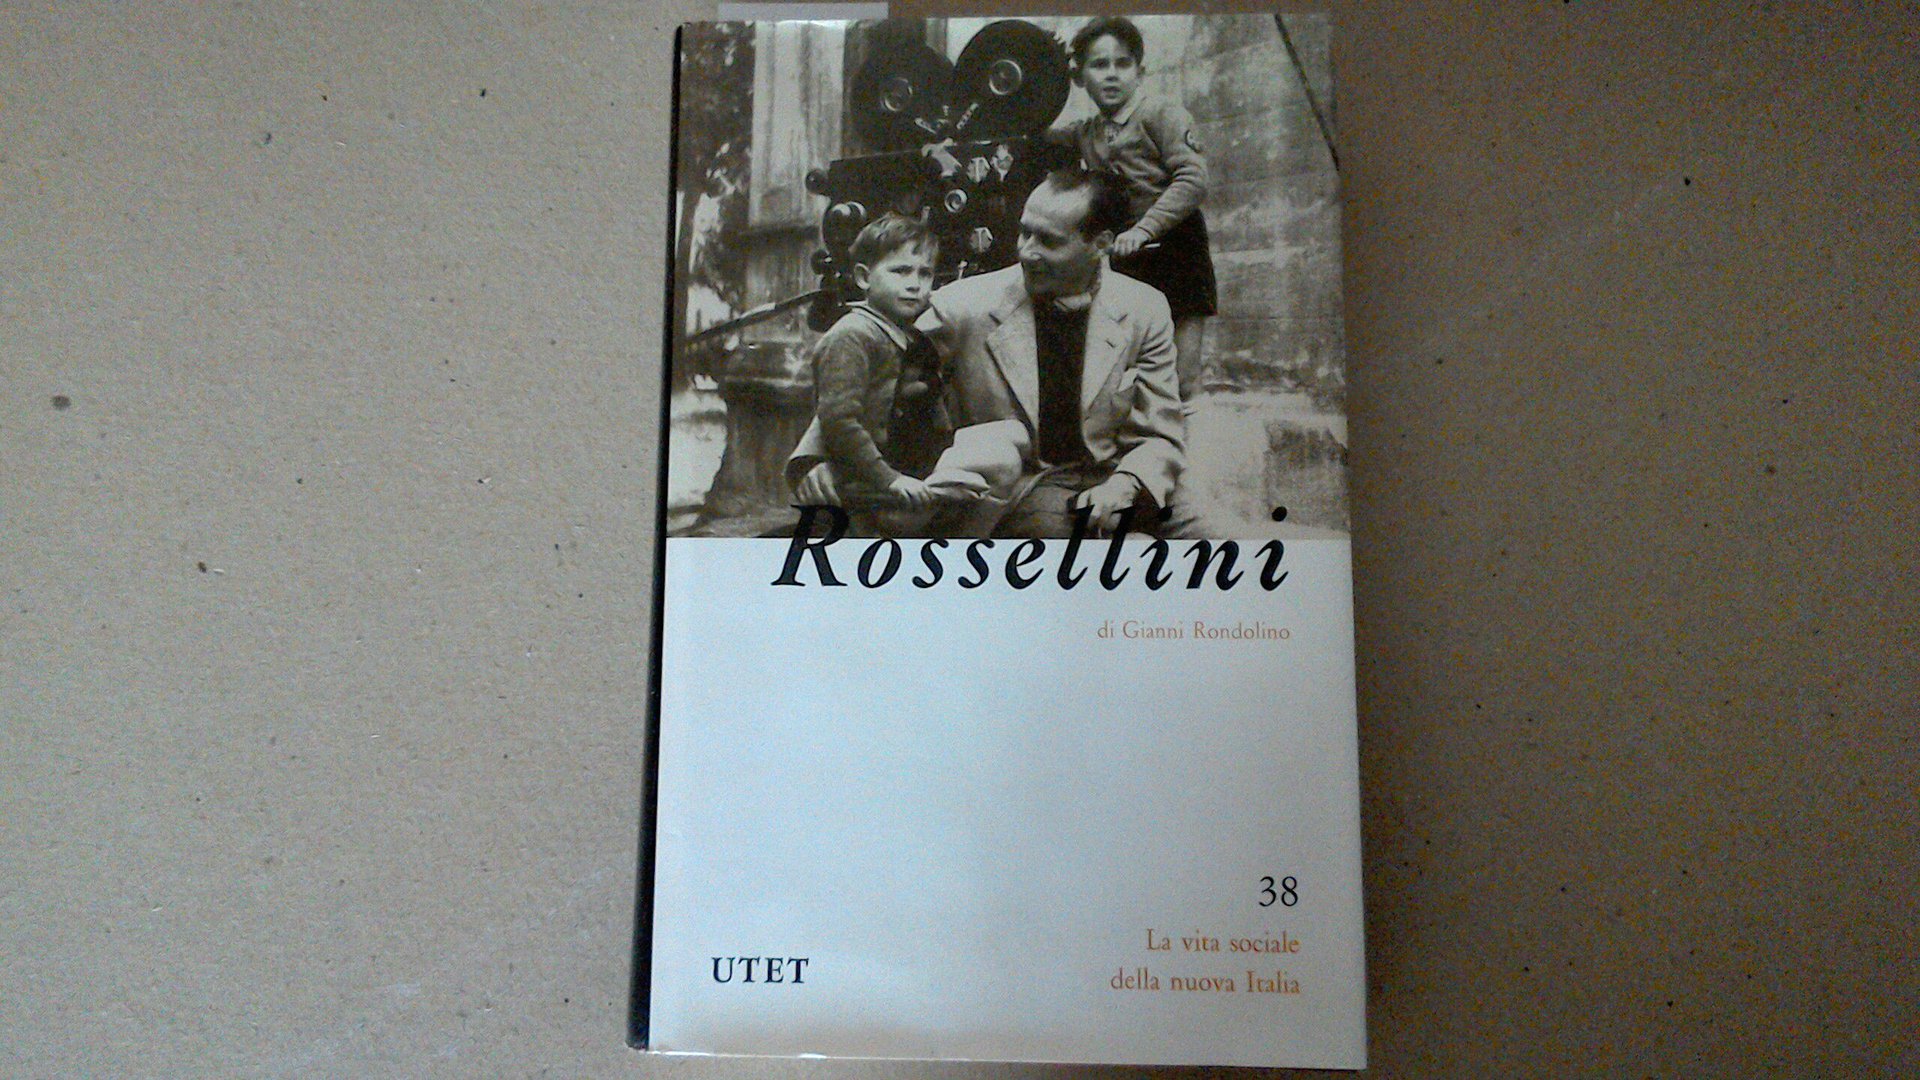 Rossellini
di Gianni Rondolino
38
La vita sociale
della nuova Italia
UTET